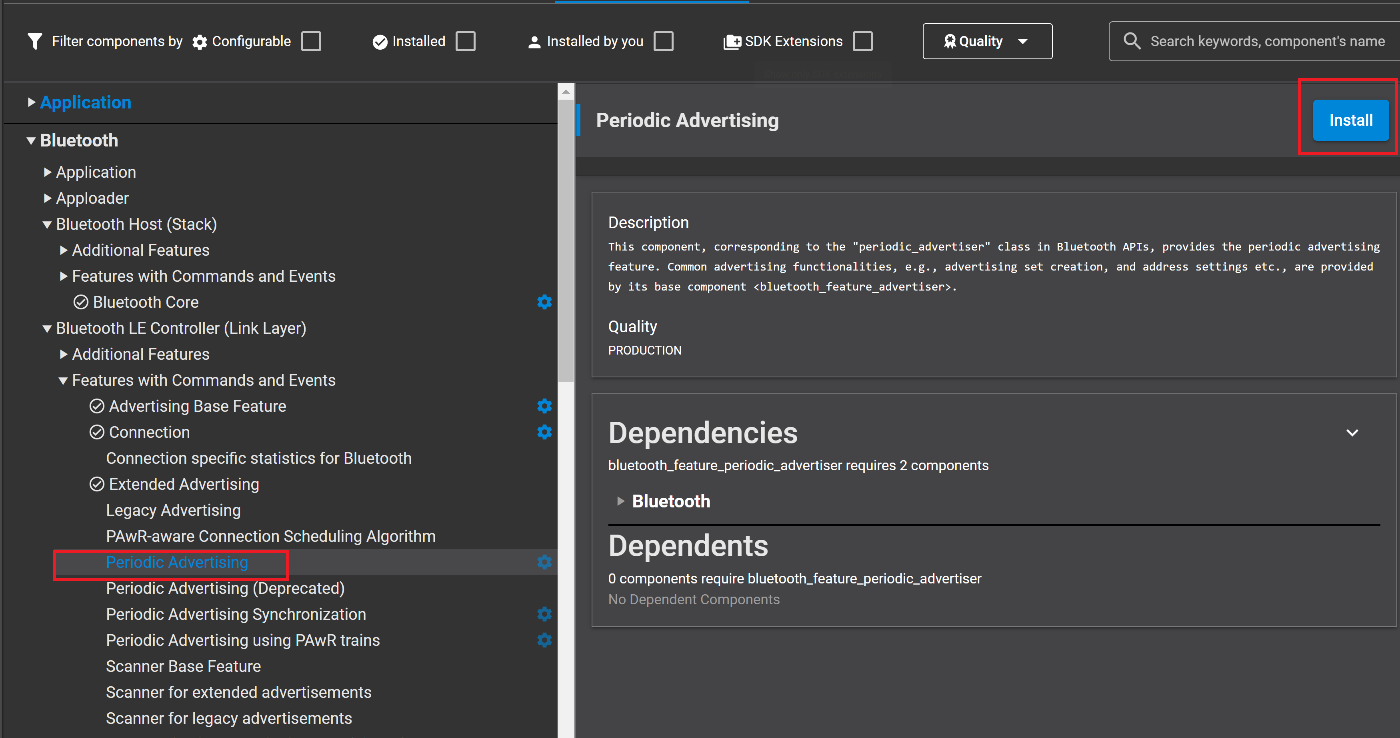 Filter components by Configurable Installed Installed by you SDK Extensions Quality Search keywords, component's name
Application
Bluetooth
Application
Apploader
Bluetooth Host (Stack)
Additional Features
Features with Commands and Events
Bluetooth Core
Bluetooth LE Controller (Link Layer)
Additional Features
Features with Commands and Events
Advertising Base Feature
Connection
Connection specific statistics for Bluetooth
Extended Advertising
Legacy Advertising
PAwR-aware Connection Scheduling Algorithm
Periodic Advertising
Periodic Advertising (Deprecated)
Periodic Advertising Synchronization
Periodic Advertising using PAwR trains
Scanner Base Feature
Scanner for extended advertisements
Scanner for legacy advertisements
Periodic Advertising
Install
Description
This component, corresponding to the "periodic_advertiser" class in Bluetooth APIs, provides the periodic advertising
feature. Common advertising functionalities, e.g., advertising set creation, and address settings etc., are provided
by its base component <bluetooth_feature_advertiser>.
Quality
PRODUCTION
Dependencies
bluetooth_feature_periodic_advertiser requires 2 components
Bluetooth
Dependents
0 components require bluetooth_feature_periodic_advertiser
No Dependent Components